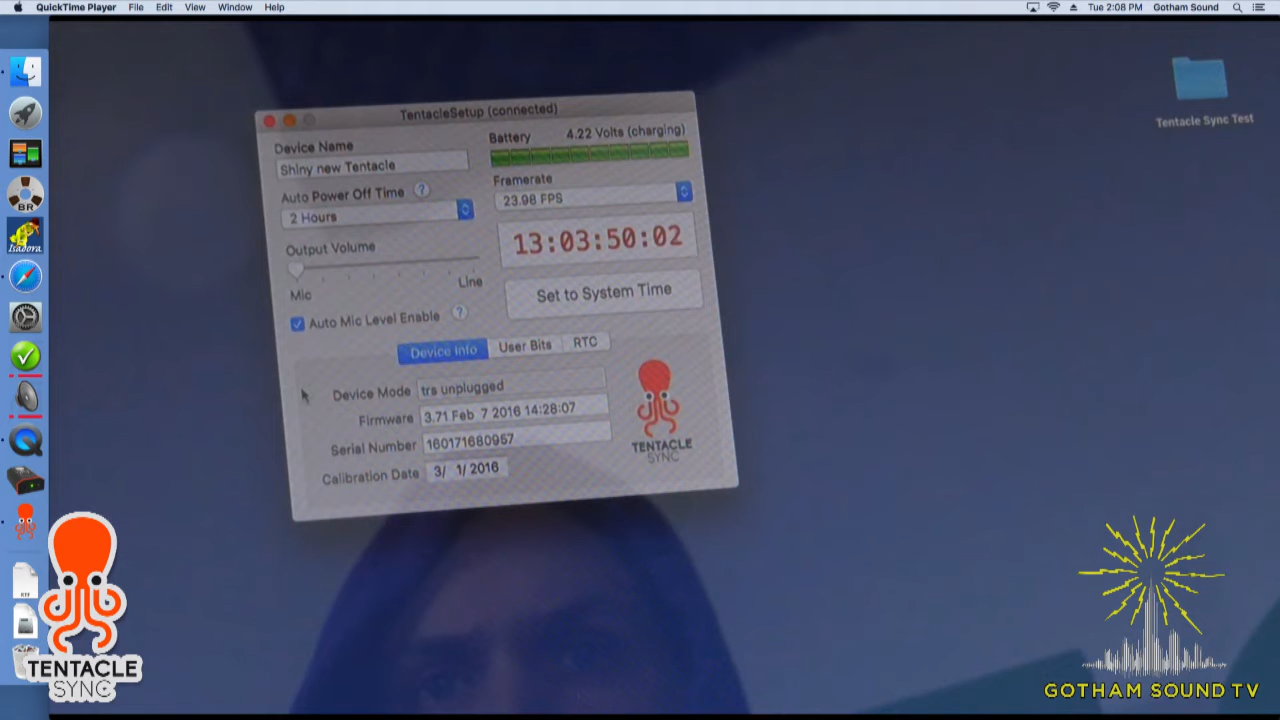 QuickTime Player File Edit View Window Help
Tue 2:08 PM Gotham Sound
TentacleSetup (connected)
Device Name
Shiny new Tentacle
Battery 4.22 Volts (charging)
Auto Power Off Time ?
2 Hours
Framerate
23.98 FPS
13:03:50:02
Output Volume
Mic Line
Set to System Time
Auto Mic Level Enable ?
Device Info User Bits RTC
Device Mode trs unplugged
Firmware 3.71 Feb 7 2016 14:28:07
Serial Number 160171680957
Calibration Date 3/ 1/2016
TENTACLE
SYNC
Tentacle Sync Test
BR
Isadora
RTF
TENTACLE
SYNC
GOTHAM SOUND TV